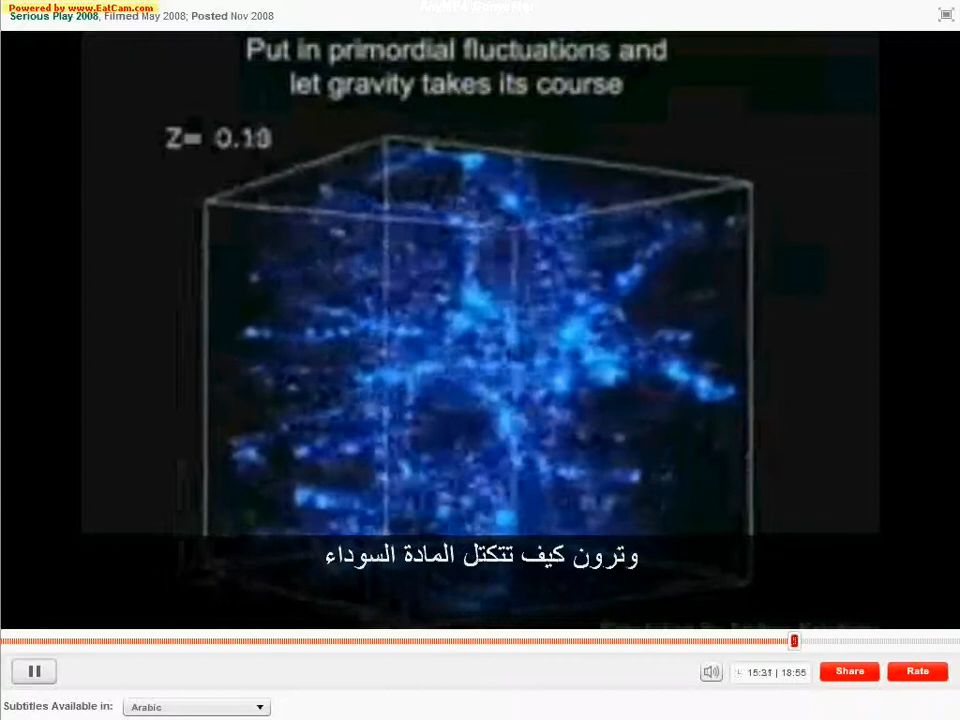 Powered by www.EatCam.com
Serious Play 2008, Filmed May 2008; Posted Nov 2008
Put in primordial fluctuations and
let gravity takes its course
Z= 0.13
وترون كيف تتكتل المادة السوداء
15:21 | 18:55
Share
Rate
Subtitles Available in:
Arabic